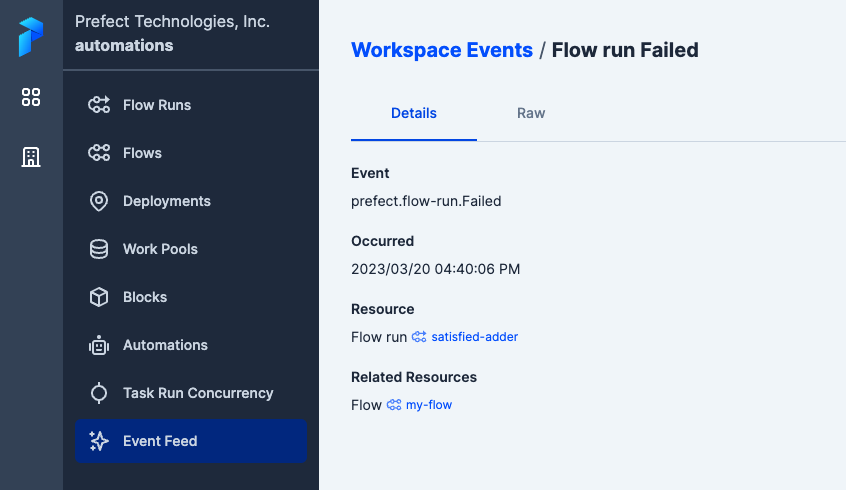 Prefect Technologies, Inc.
automations
Flow Runs
Flows
Deployments
Work Pools
Blocks
Automations
Task Run Concurrency
Event Feed
Workspace Events / Flow run Failed
Details Raw
Event
prefect.flow-run.Failed
Occurred
2023/03/20 04:40:06 PM
Resource
Flow run satisfied-adder
Related Resources
Flow my-flow